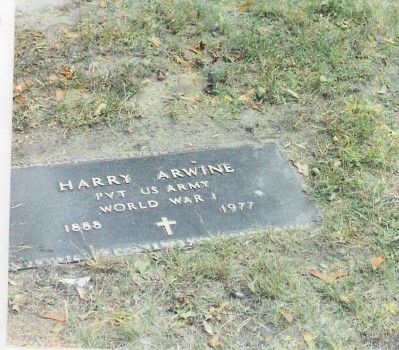 HARRY ARWINE
PVT US ARMY
WORLD WAR I
1888 1977